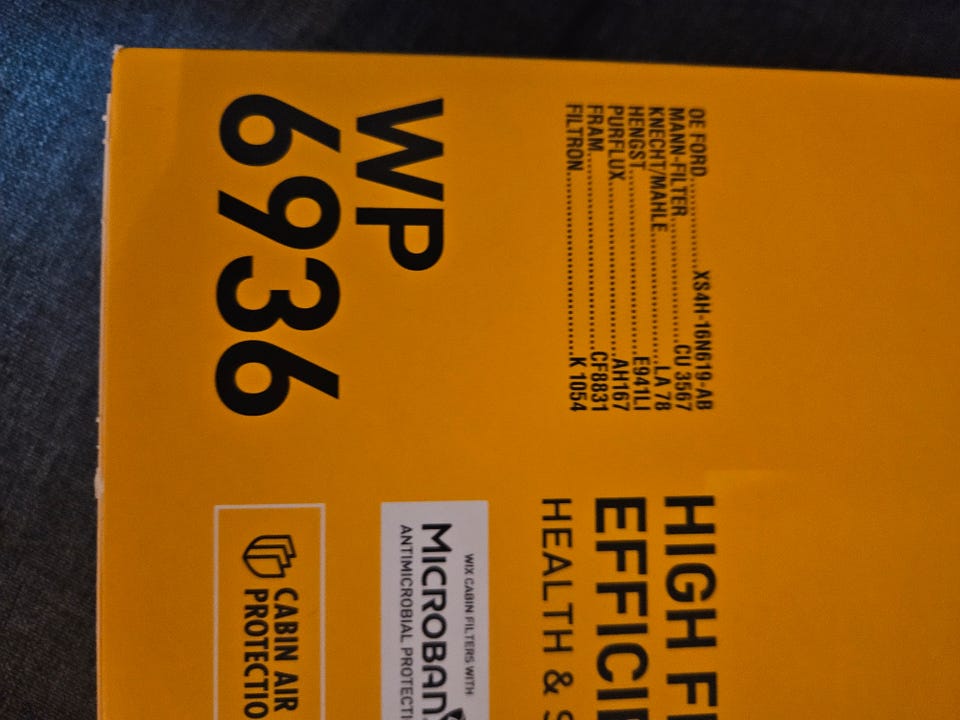 WP
6936
OE FORD..........XS4H-16N619-AB
MANN-FILTER..........CU 3567
KNECHT/MAHLE..........LA 78
HENGST..........E941LI
PURFLUX..........AH167
FRAM..........CF8831
FILTRON..........K 1054
HIGH
EFFICI
HEALTH &
WIX CABIN FILTERS WITH
MICROBAN
ANTIMICROBIAL PROTECTI
CABIN AIR
PROTECTIO